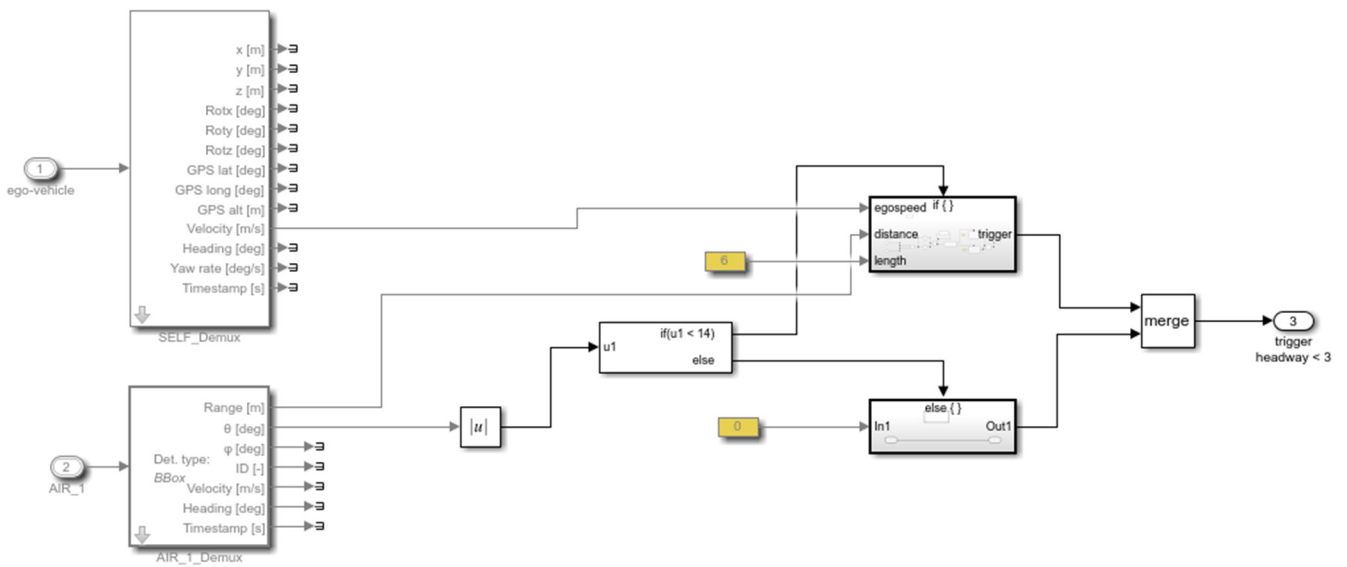 1
ego-vehicle
x [m]
y [m]
z [m]
Rotx [deg]
Roty [deg]
Rotz [deg]
GPS lat [deg]
GPS long [deg]
GPS alt [m]
Velocity [m/s]
Heading [deg]
Yaw rate [deg/s]
Timestamp [s]
SELF_Demux
2
AIR_1
Det. type:
BBox
Range [m]
θ [deg]
φ [deg]
ID [-]
Velocity [m/s]
Heading [deg]
Timestamp [s]
AIR_1_Demux
|u|
u1
if(u1 < 14)
else
6
egospeed
if { }
distance
trigger
length
0
else { }
In1
Out1
merge
3
trigger
headway < 3